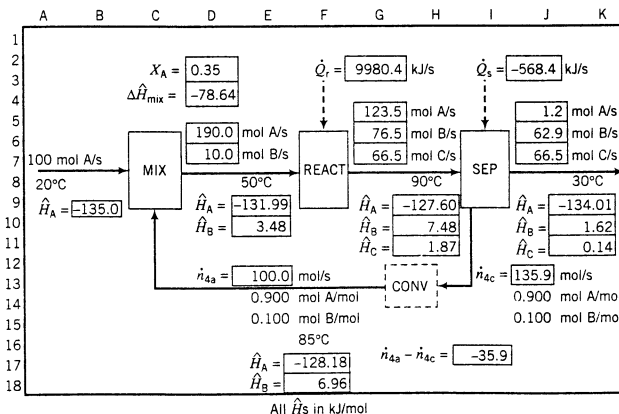 A B C D E F G H I J K
1
2
3
4
5
6
7
8
9
10
11
12
13
14
15
16
17
18
X_A = 0.35
ΔĤ_mix = -78.64
Q̇_r = 9980.4 kJ/s
Q̇_s = -568.4 kJ/s
190.0 mol A/s
10.0 mol B/s
123.5 mol A/s
76.5 mol B/s
66.5 mol C/s
1.2 mol A/s
62.9 mol B/s
66.5 mol C/s
100 mol A/s
20°C
MIX
50°C
REACT
90°C
SEP
30°C
Ĥ_A = -135.0
Ĥ_A = -131.99
Ĥ_B = 3.48
Ĥ_A = -127.60
Ĥ_B = 7.48
Ĥ_C = 1.87
Ĥ_A = -134.01
Ĥ_B = 1.62
Ĥ_C = 0.14
ṅ_4a = 100.0 mol/s
0.900 mol A/mol
0.100 mol B/mol
85°C
CONV
ṅ_4c = 135.9 mol/s
0.900 mol A/mo
0.100 mol B/mol
Ĥ_A = -128.18
Ĥ_B = 6.96
ṅ_4a - ṅ_4c = -35.9
All Ĥs in kJ/mol